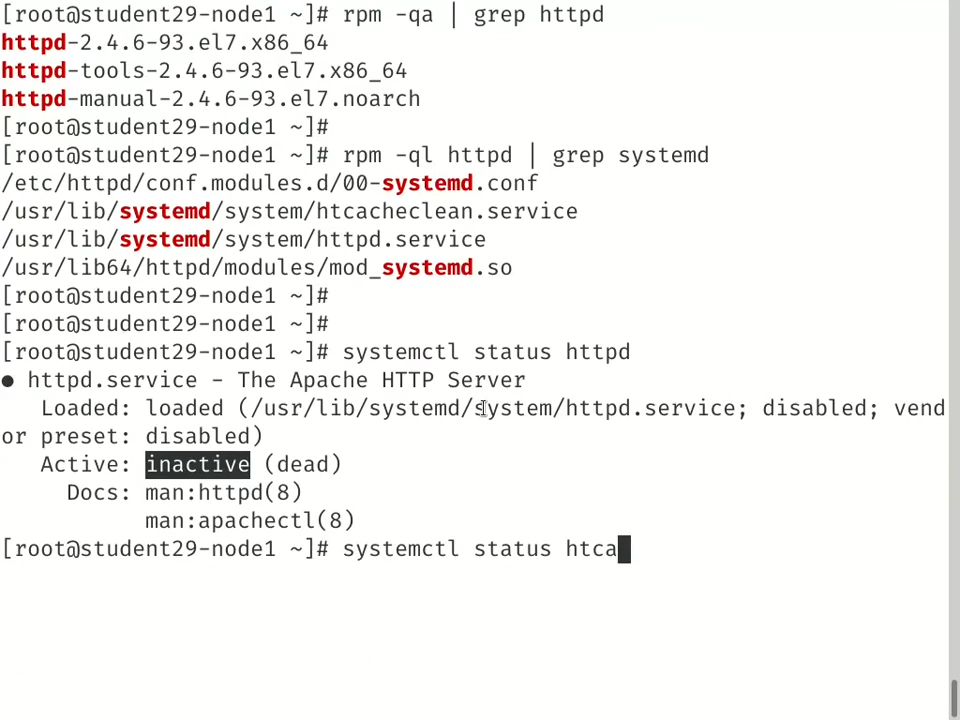 [root@student29-node1 ~]# rpm -qa | grep httpd
httpd-2.4.6-93.el7.x86_64
httpd-tools-2.4.6-93.el7.x86_64
httpd-manual-2.4.6-93.el7.noarch
[root@student29-node1 ~]#
[root@student29-node1 ~]# rpm -ql httpd | grep systemd
/etc/httpd/conf.modules.d/00-systemd.conf
/usr/lib/systemd/system/htcacheclean.service
/usr/lib/systemd/system/httpd.service
/usr/lib64/httpd/modules/mod_systemd.so
[root@student29-node1 ~]#
[root@student29-node1 ~]#
[root@student29-node1 ~]# systemctl status httpd
● httpd.service - The Apache HTTP Server
   Loaded: loaded (/usr/lib/systemd/system/httpd.service; disabled; vend
or preset: disabled)
   Active: inactive (dead)
     Docs: man:httpd(8)
           man:apachectl(8)
[root@student29-node1 ~]# systemctl status htca